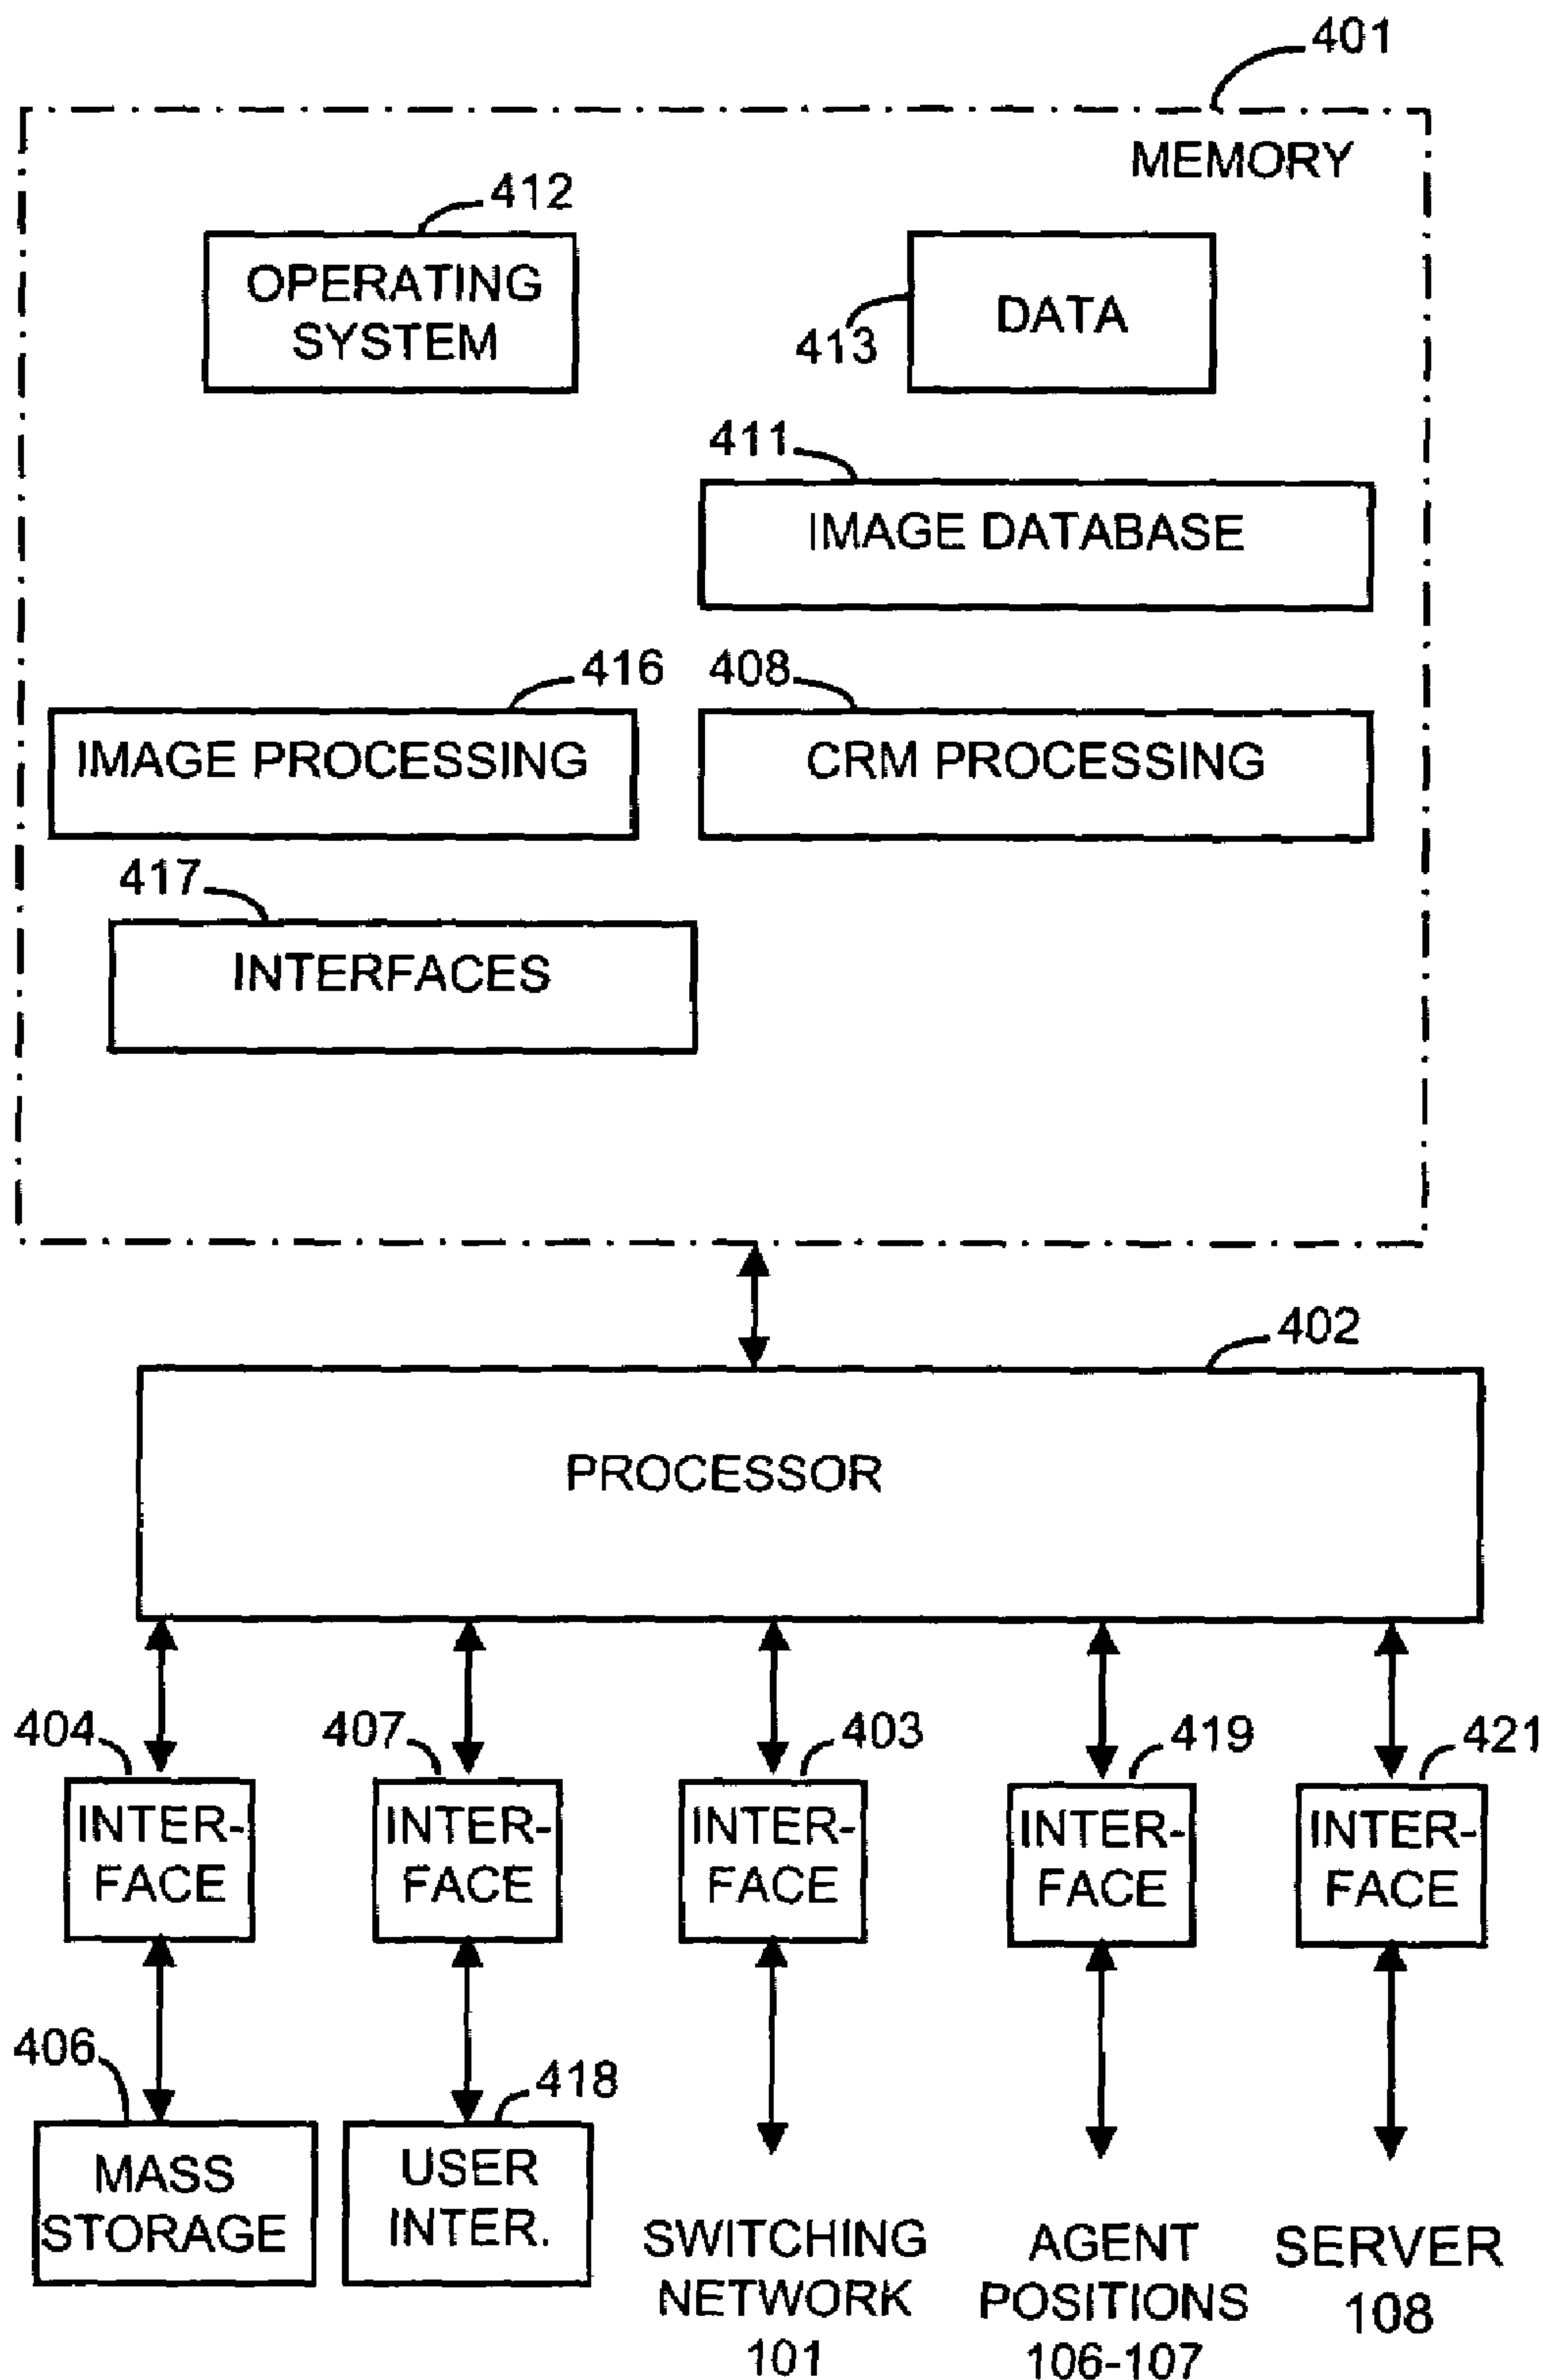 401
MEMORY
412
OPERATING
SYSTEM
413
DATA
411
IMAGE DATABASE
416
IMAGE PROCESSING
408
CRM PROCESSING
417
INTERFACES
402
PROCESSOR
404
INTER-
FACE
407
INTER-
FACE
403
INTER-
FACE
419
INTER-
FACE
421
INTER-
FACE
406
MASS
STORAGE
418
USER
INTER.
SWITCHING
NETWORK
101
AGENT
POSITIONS
106-107
SERVER
108